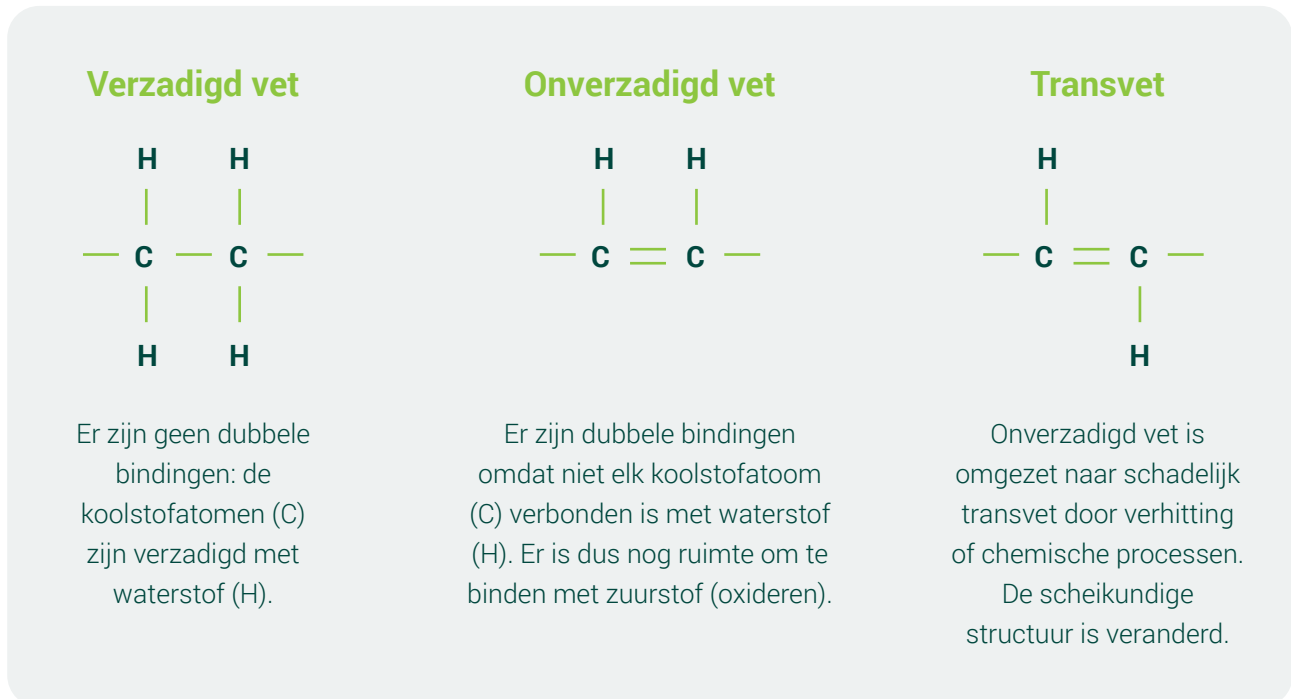 Verzadigd vet
H H
C C
H H
Er zijn geen dubbele
bindingen: de
koolstofatomen (C)
zijn verzadigd met
waterstof (H).
Onverzadigd vet
H H
C C
Er zijn dubbele bindingen
omdat niet elk koolstofatoom
(C) verbonden is met waterstof
(H). Er is dus nog ruimte om te
binden met zuurstof (oxideren).
Transvet
H
C C
H
Onverzadigd vet is
omgezet naar schadelijk
transvet door verhitting
of chemische processen.
De scheikundige
structuur is veranderd.